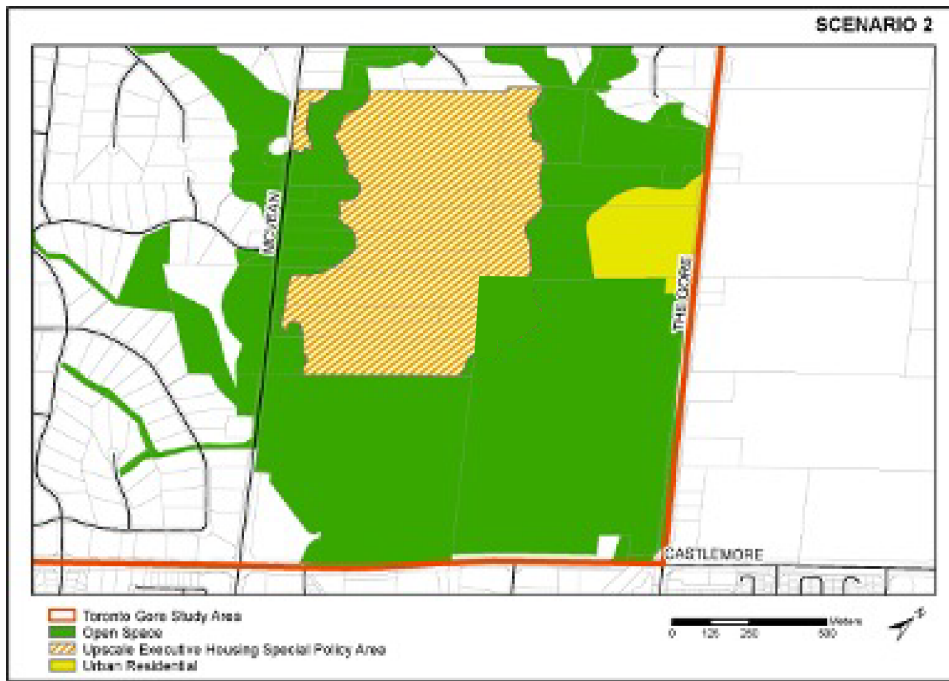 SCENARIO 2
MCVEAN
THE GORE
CASTLEMORE
Toronto Gore Study Area
Open Space
Upscale Executive Housing Special Policy Area
Urban Residential
Meters
0 125 250 500